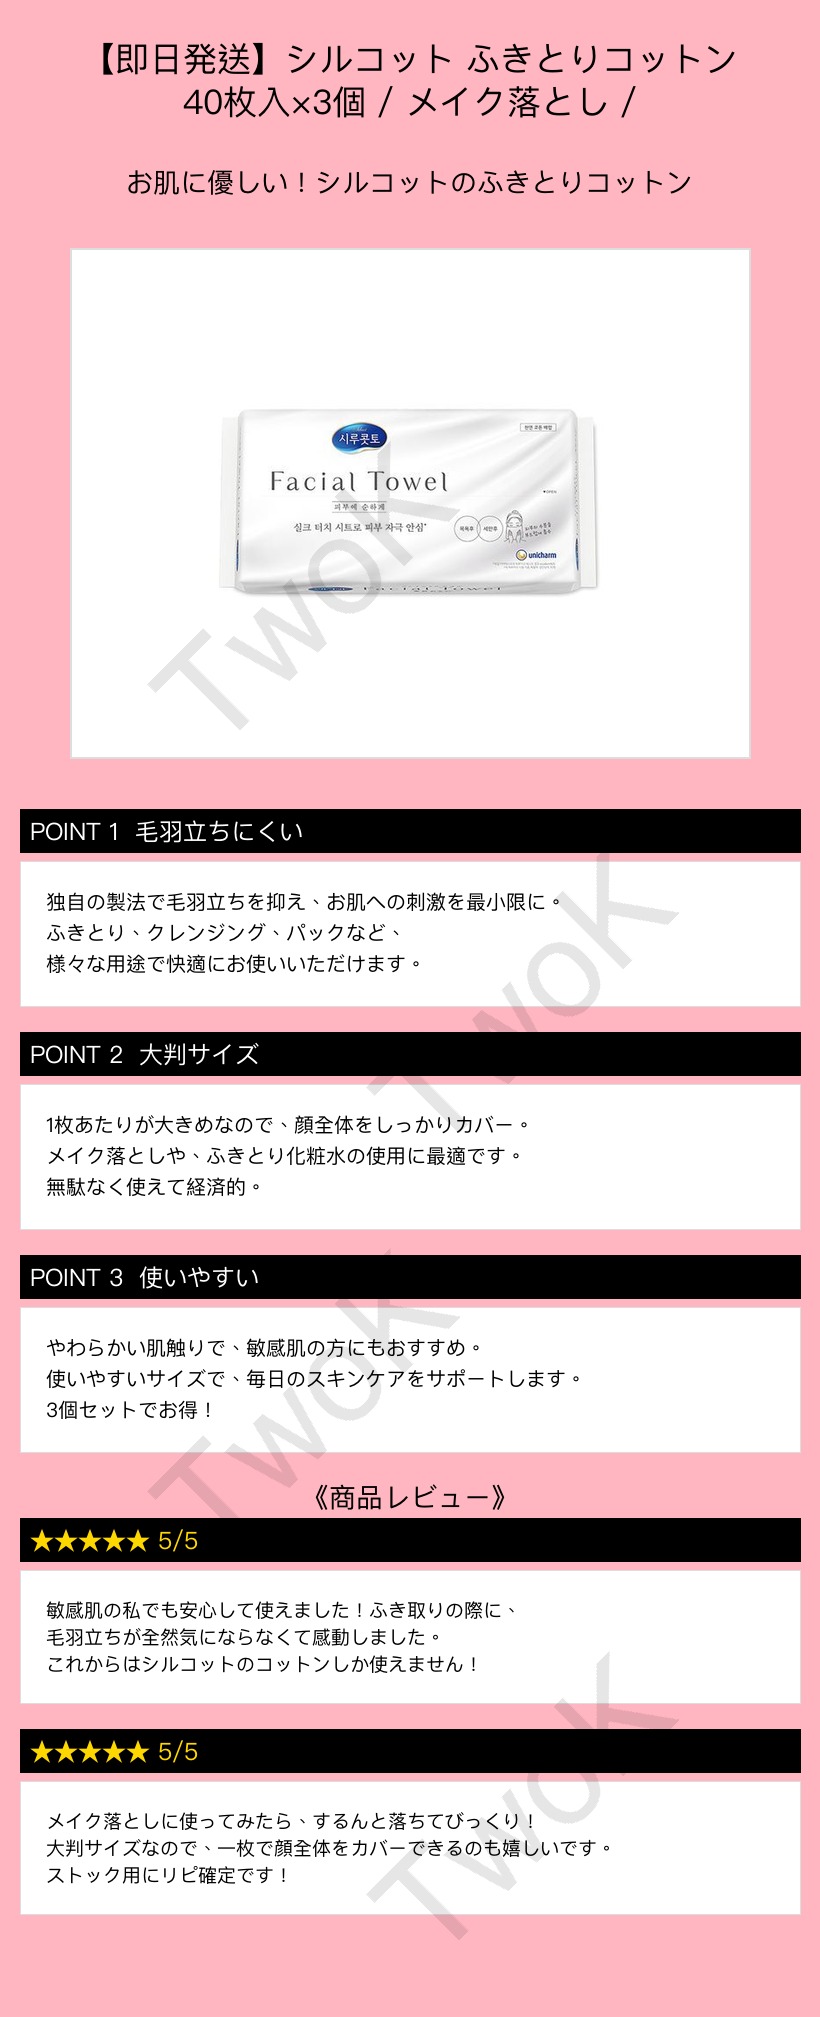 【即日発送】シルコット ふきとりコットン
40枚入×3個 / メイク落とし /
お肌に優しい！シルコットのふきとりコットン
시루콧토
천연 코튼 배합
Facial Towel
피부에 순하게
▼OPEN
실크 터치 시트로 피부 자극 안심*
목욕후
세안후
unicharm
Facial Towel
TwoK
POINT 1 毛羽立ちにくい
独自の製法で毛羽立ちを抑え、お肌への刺激を最小限に。
ふきとり、クレンジング、パックなど、
様々な用途で快適にお使いいただけます。
TwoK
POINT 2 大判サイズ
1枚あたりが大きめなので、顔全体をしっかりカバー。
メイク落としや、ふきとり化粧水の使用に最適です。
無駄なく使えて経済的。
POINT 3 使いやすい
やわらかい肌触りで、敏感肌の方にもおすすめ。
使いやすいサイズで、毎日のスキンケアをサポートします。
3個セットでお得！
TwoK
《商品レビュー》
★★★★★ 5/5
敏感肌の私でも安心して使えました！ふき取りの際に、
毛羽立ちが全然気にならなくて感動しました。
これからはシルコットのコットンしか使えません！
★★★★★ 5/5
メイク落としに使ってみたら、するんと落ちてびっくり！
大判サイズなので、一枚で顔全体をカバーできるのも嬉しいです。
ストック用にリピ確定です！
TwoK